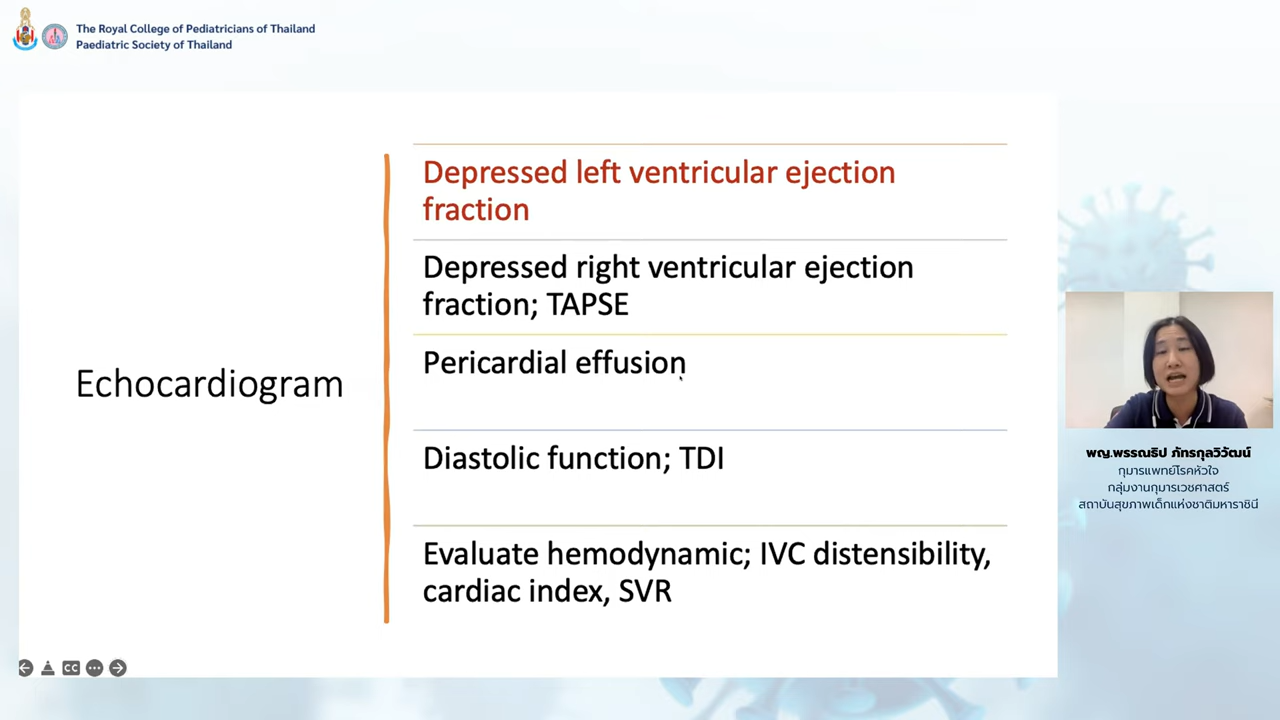 The Royal College of Pediatricians of Thailand
Paediatric Society of Thailand
Echocardiogram
Depressed left ventricular ejection
fraction
Depressed right ventricular ejection
fraction; TAPSE
Pericardial effusion
Diastolic function; TDI
Evaluate hemodynamic; IVC distensibility,
cardiac index, SVR
พญ.พรรณธิป ภัทรกุลวิวัฒน์
กุมารแพทย์โรคหัวใจ
กลุ่มงานกุมารเวชศาสตร์
สถาบันสุขภาพเด็กแห่งชาติมหาราชินี
CC